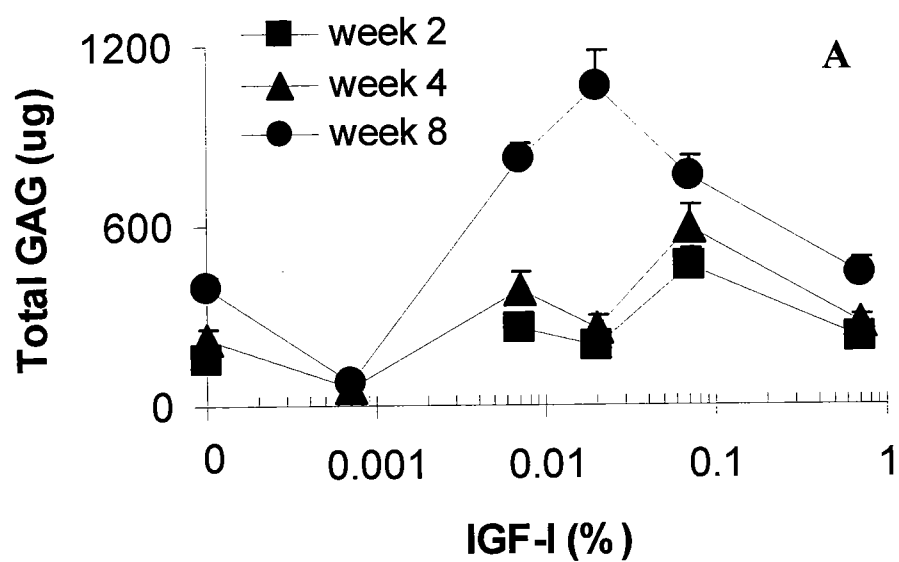 1200
600
0
Total GAG (ug)
week 2
week 4
week 8
A
0 0.001 0.01 0.1 1
IGF-I (%)